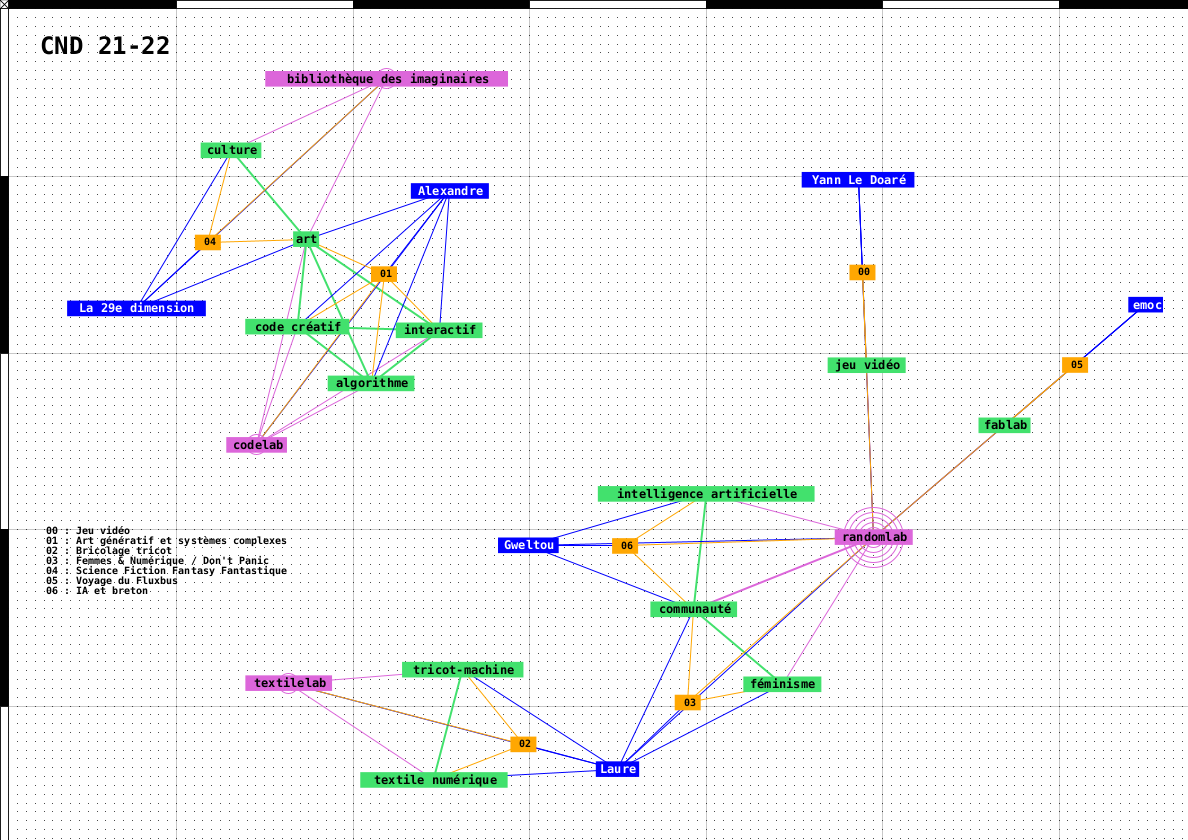 CND 21-22
bibliothèque des imaginaires
culture
Yann Le Doaré
Alexandre
04
art
01
00
La 29e dimension
emoc
code créatif
interactif
jeu vidéo
05
algorithme
fablab
codelab
intelligence artificielle
randomlab
Gweltou
06
00 : Jeu vidéo
01 : Art génératif et systèmes complexes
02 : Bricolage tricot
03 : Femmes & Numérique / Don't Panic
04 : Science Fiction Fantasy Fantastique
05 : Voyage du Fluxbus
06 : IA et breton
communauté
tricot-machine
textilelab
féminisme
03
02
Laure
textile numérique